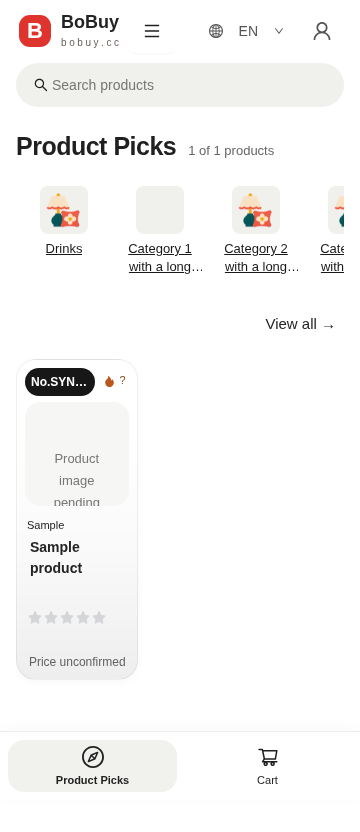 B BoBuy
bobuy.cc
EN
Search products
Product Picks 1 of 1 products
Drinks
Category 1
with a long…
Category 2
with a long…
Cate
with
View all →
No.SYN… ?
Product
image
pending
Sample
Sample
product
Price unconfirmed
Product Picks
Cart